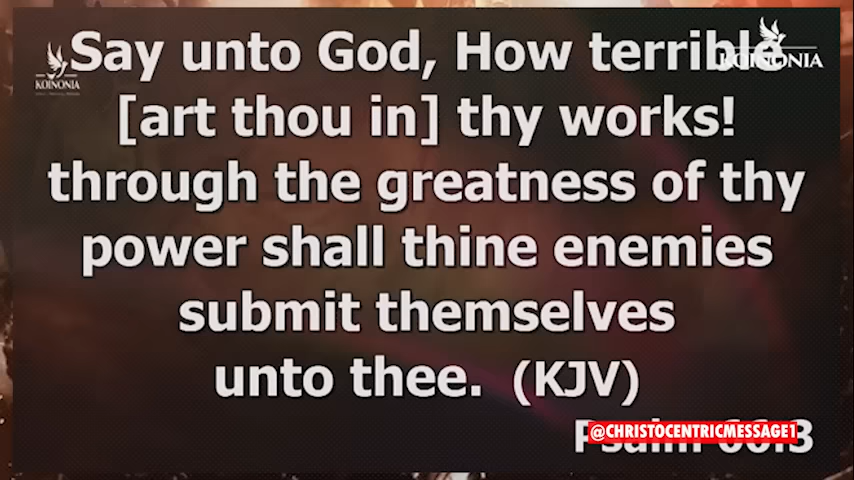 Say unto God, How terrible
[art thou in] thy works!
through the greatness of thy
power shall thine enemies
submit themselves
unto thee. (KJV)
Psalm 66:3
@CHRISTOCENTRICMESSAGE1
KOINONIA
KOINONIA